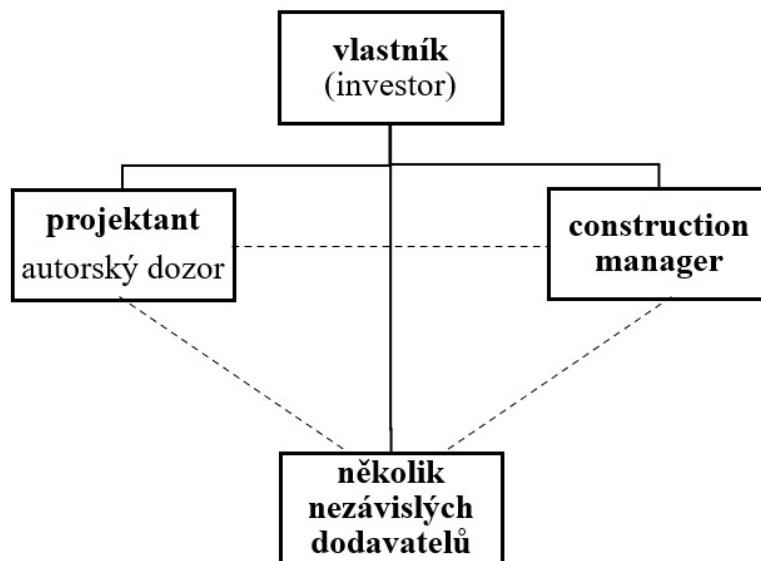 vlastník
(investor)
projektant
autorský dozor
construction
manager
několik
nezávislých
dodavatelů